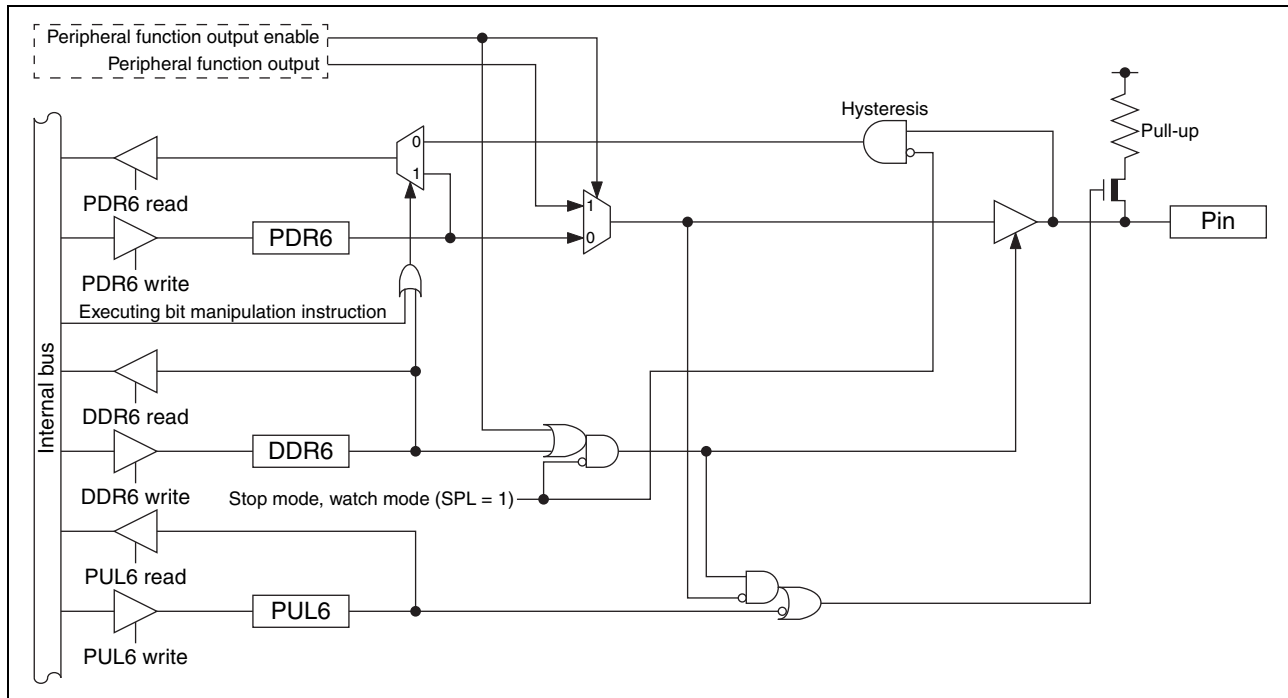 Peripheral function output enable
Peripheral function output
Hysteresis
Pull-up
0
1
PDR6 read
1
0
PDR6
Pin
PDR6 write
Executing bit manipulation instruction
Internal bus
DDR6 read
DDR6
DDR6 write
Stop mode, watch mode (SPL = 1)
PUL6 read
PUL6
PUL6 write